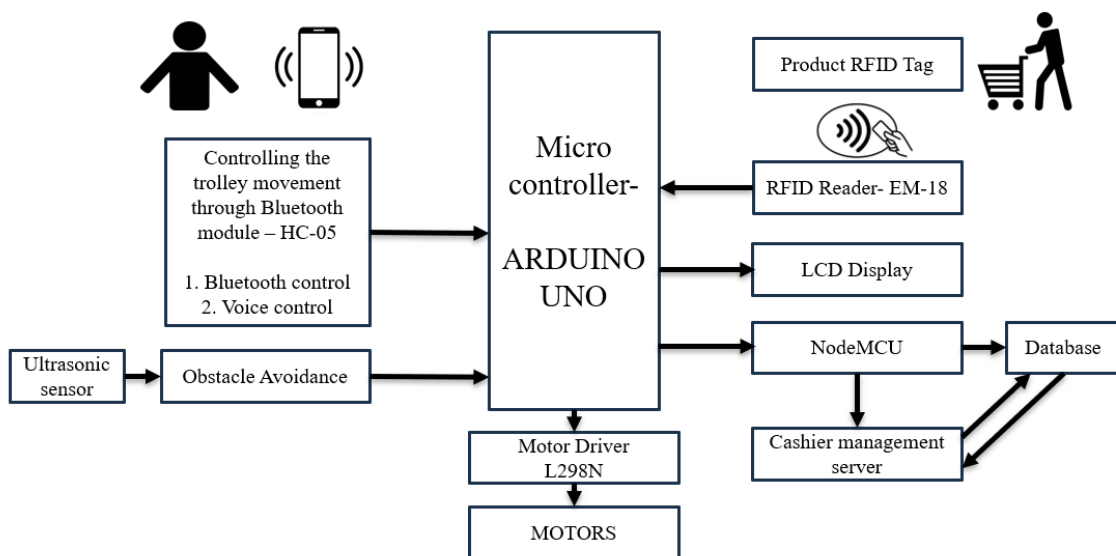 Controlling the
trolley movement
through Bluetooth
module – HC-05
1. Bluetooth control
2. Voice control
Ultrasonic
sensor
Obstacle Avoidance
Micro
controller-
ARDUINO
UNO
Motor Driver
L298N
MOTORS
Product RFID Tag
RFID Reader- EM-18
LCD Display
NodeMCU
Database
Cashier management
server